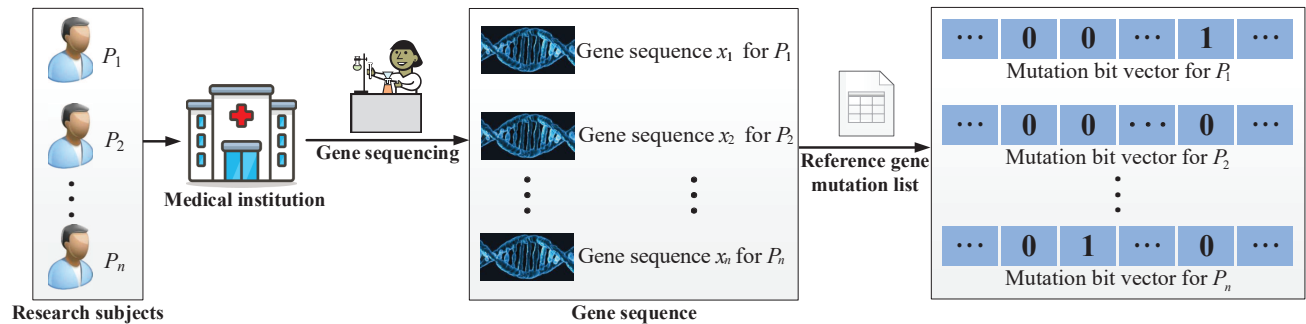 P1
P2
Pn
Research subjects
Medical institution
Gene sequencing
Gene sequence x1 for P1
Gene sequence x2 for P2
Gene sequence xn for Pn
Gene sequence
Reference gene
mutation list
··· 0 0 ··· 1 ···
Mutation bit vector for P1
··· 0 0 ··· 0 ···
Mutation bit vector for P2
··· 0 1 ··· 0 ···
Mutation bit vector for Pn